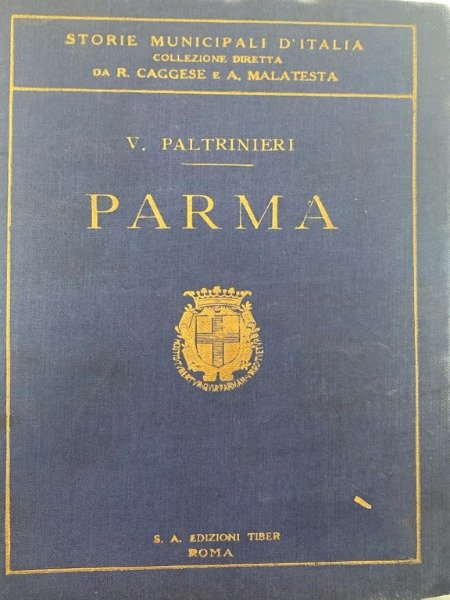 STORIE MUNICIPALI D'ITALIA
COLLEZIONE DIRETTA
DA R. CAGGESE E A. MALATESTA
V. PALTRINIERI
PARMA
S. A. EDIZIONI TIBER
ROMA